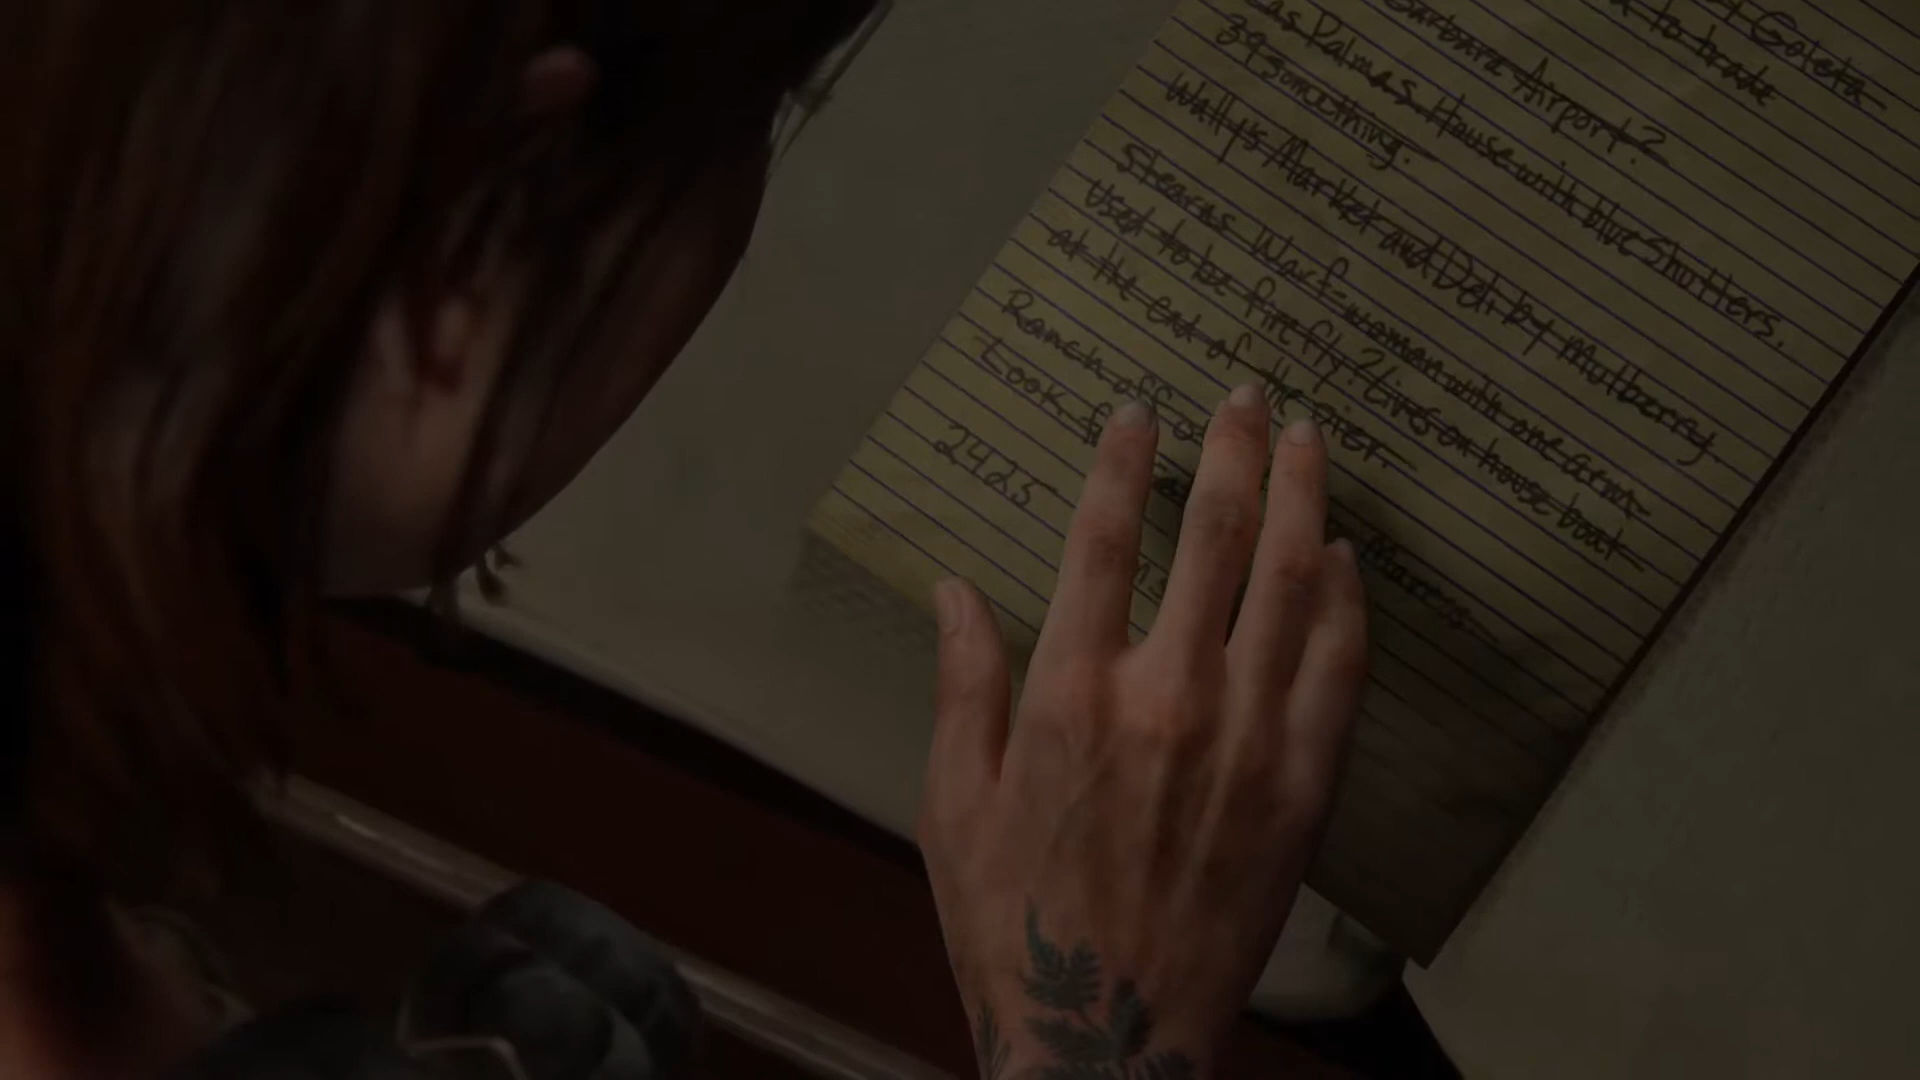 Goleta
to trade
Barbara Airport?
Las Palmas. House with blue Shutters.
39 something.
Wally's Market and Deli by Mulberry.
Stearns Warf - woman with one arm
Used to be firefly? Lives on house boat
at the end of the pier.
Ranch off
Look
2425